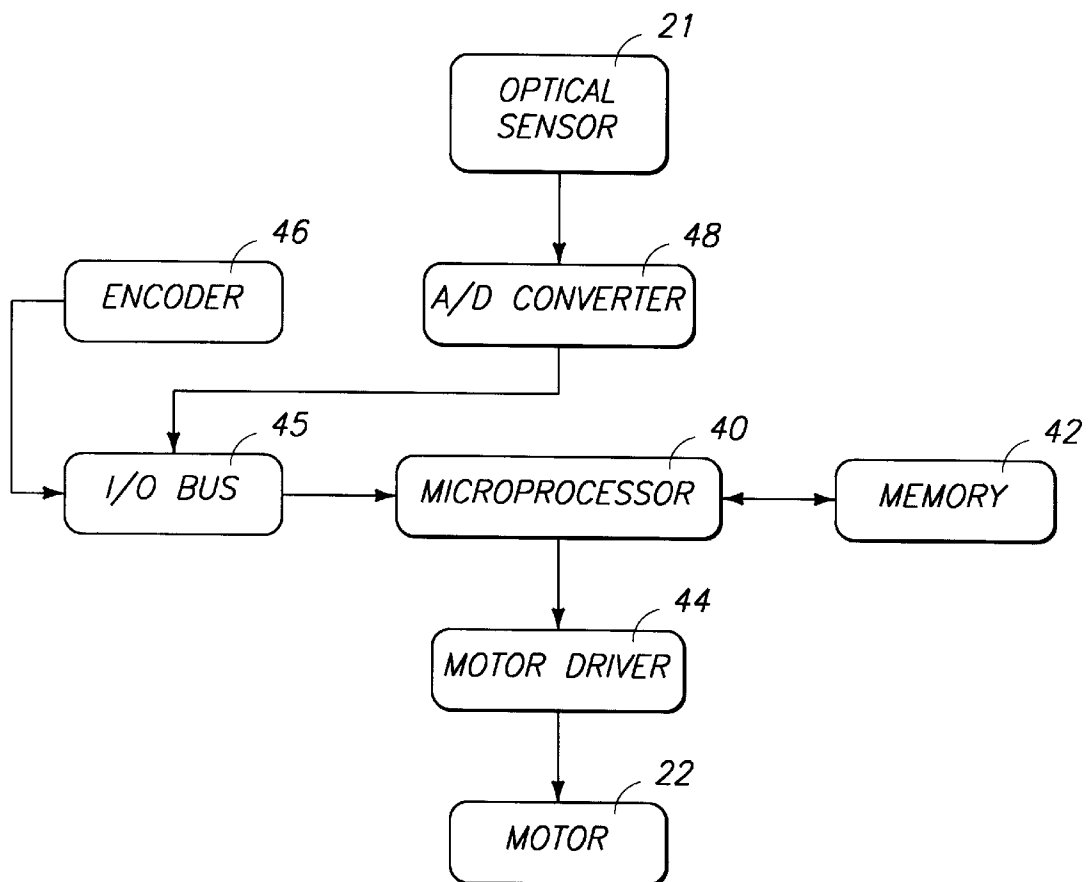 21
OPTICAL
SENSOR
46
48
ENCODER
A/D CONVERTER
45
40
42
I/O BUS
MICROPROCESSOR
MEMORY
44
MOTOR DRIVER
22
MOTOR